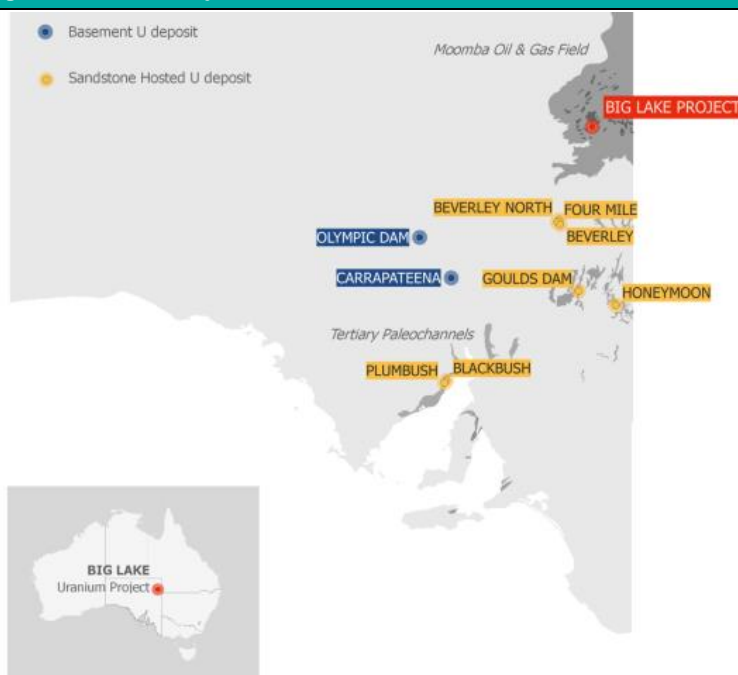 Basement U deposit
Moomba Oil & Gas Field
Sandstone Hosted U deposit
BIG LAKE PROJECT
BEVERLEY NORTH
FOUR MILE
OLYMPIC DAM
BEVERLEY
CARRAPATEENA
GOULDS DAM
HONEYMOON
Tertiary Paleochannels
PLUMBUSH
BLACKBUSH
BIG LAKE
Uranium Project